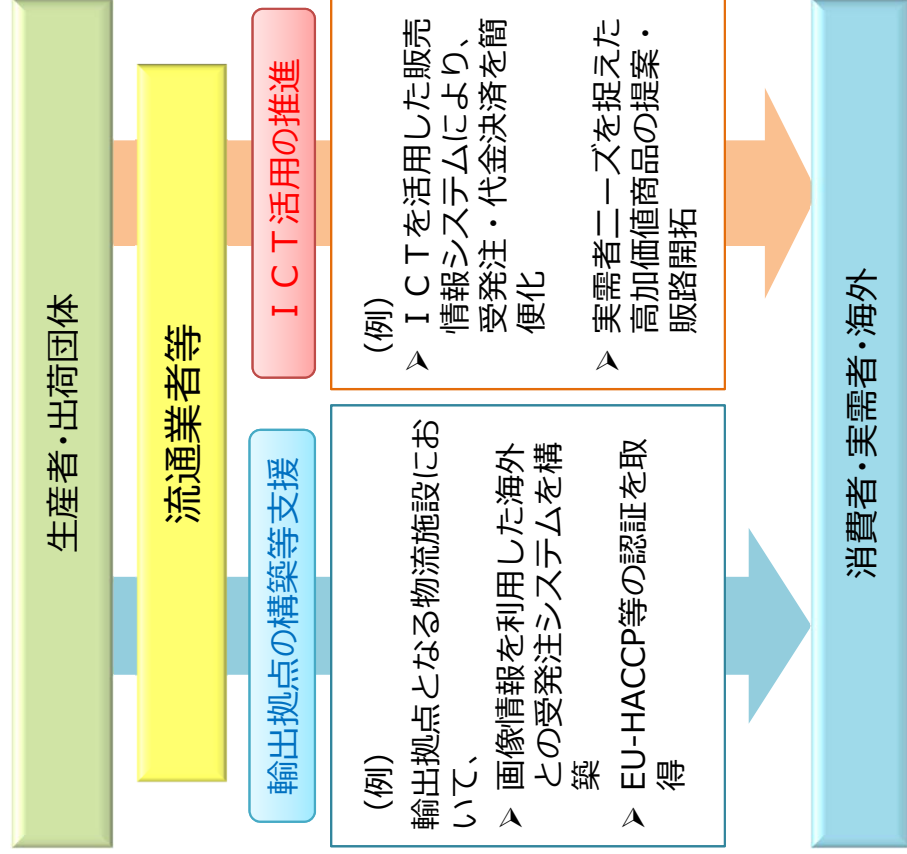 生産者・出荷団体
流通業者等
輸出拠点の構築等支援
(例)
輸出拠点となる物流施設にお
いて、
➢ 画像情報を利用した海外
との受発注システムを構
築
➢ EU-HACCP等の認証を取
得
ＩＣＴ活用の推進
(例)
➢ ＩＣＴを活用した販売
情報システムにより、
受発注・代金決済を簡
便化
➢ 実需者ニーズを捉えた
高加価値商品の提案・
販路開拓
消費者・実需者・海外